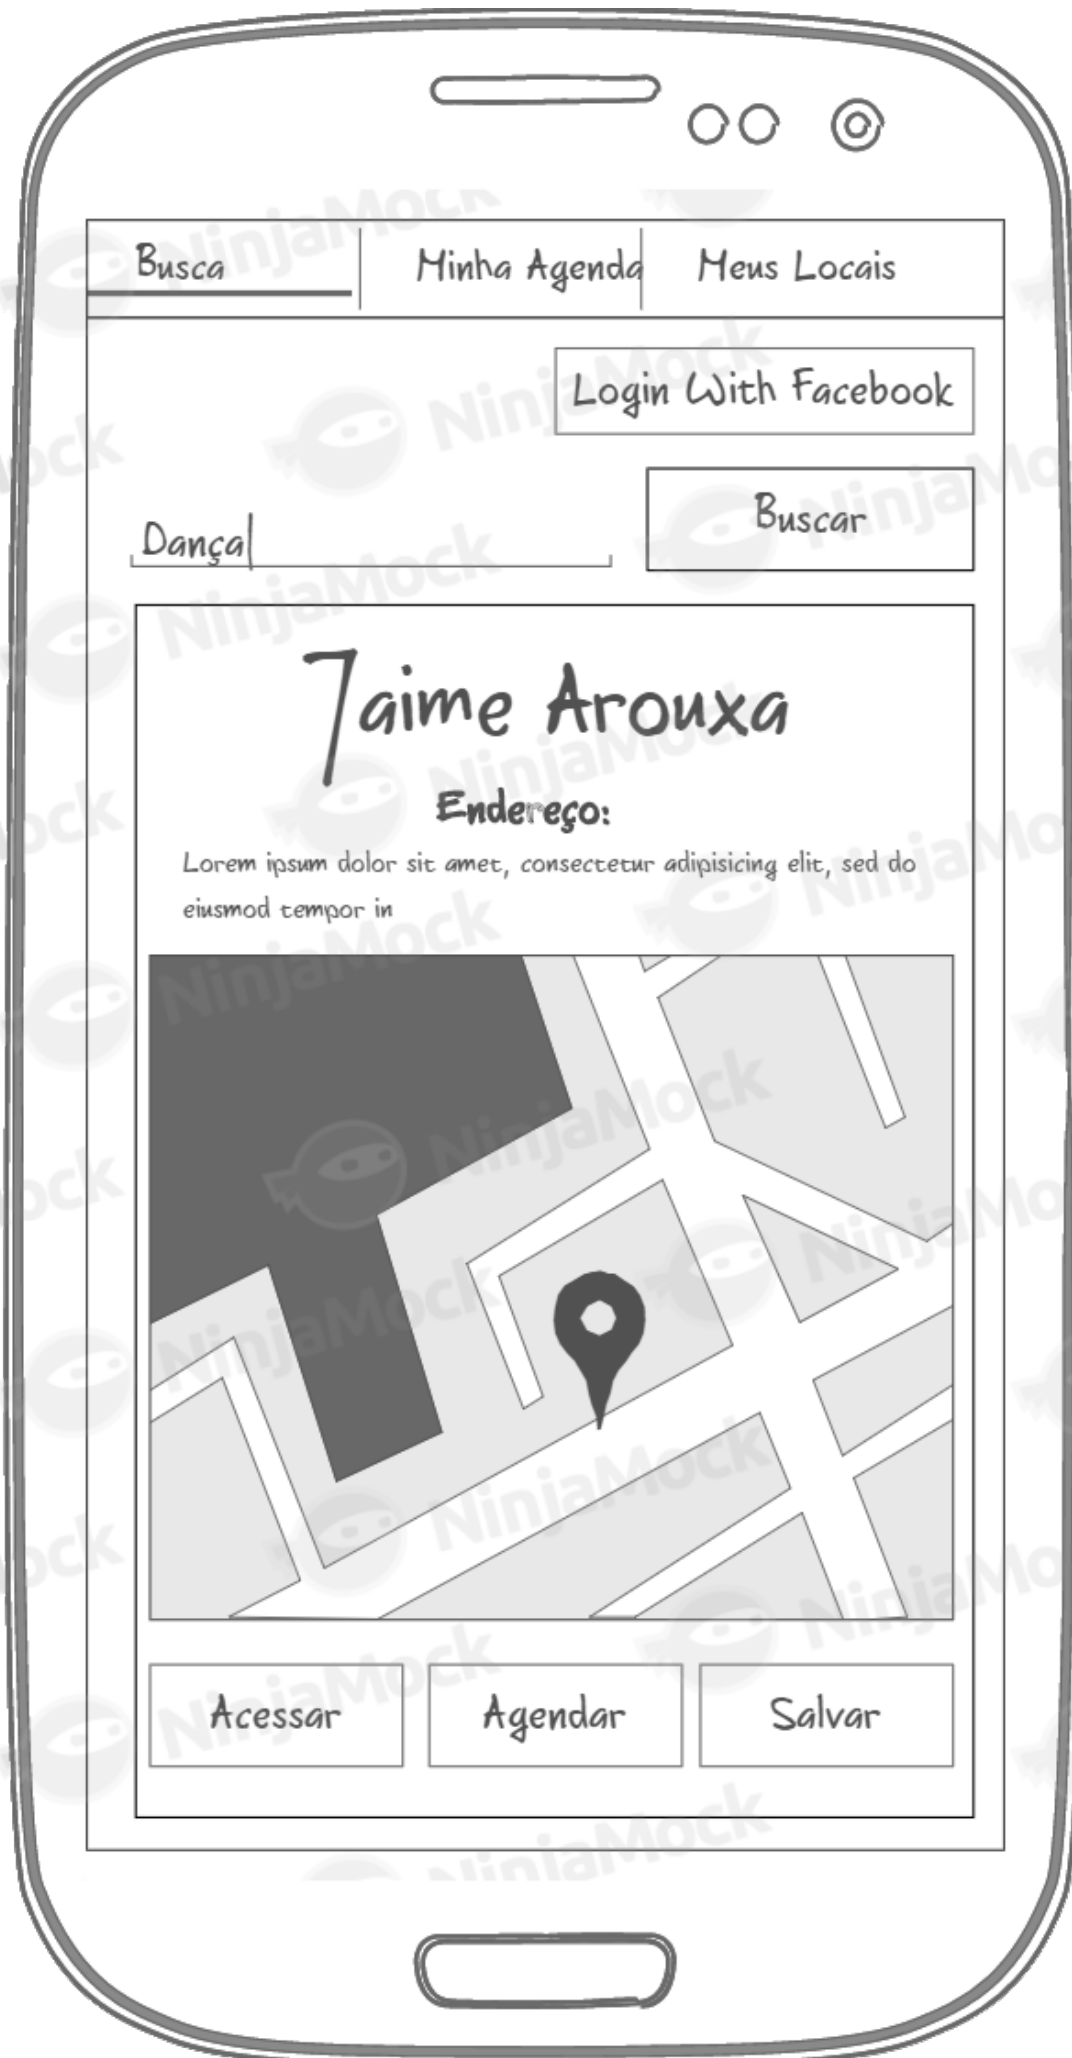 Busca Minha Agenda Meus Locais
Login With Facebook
Dança Buscar
Jaime Arouxa
Endereço:
Lorem ipsum dolor sit amet, consectetur adipisicing elit, sed do
eiusmod tempor in
Acessar Agendar Salvar
NinjaMock